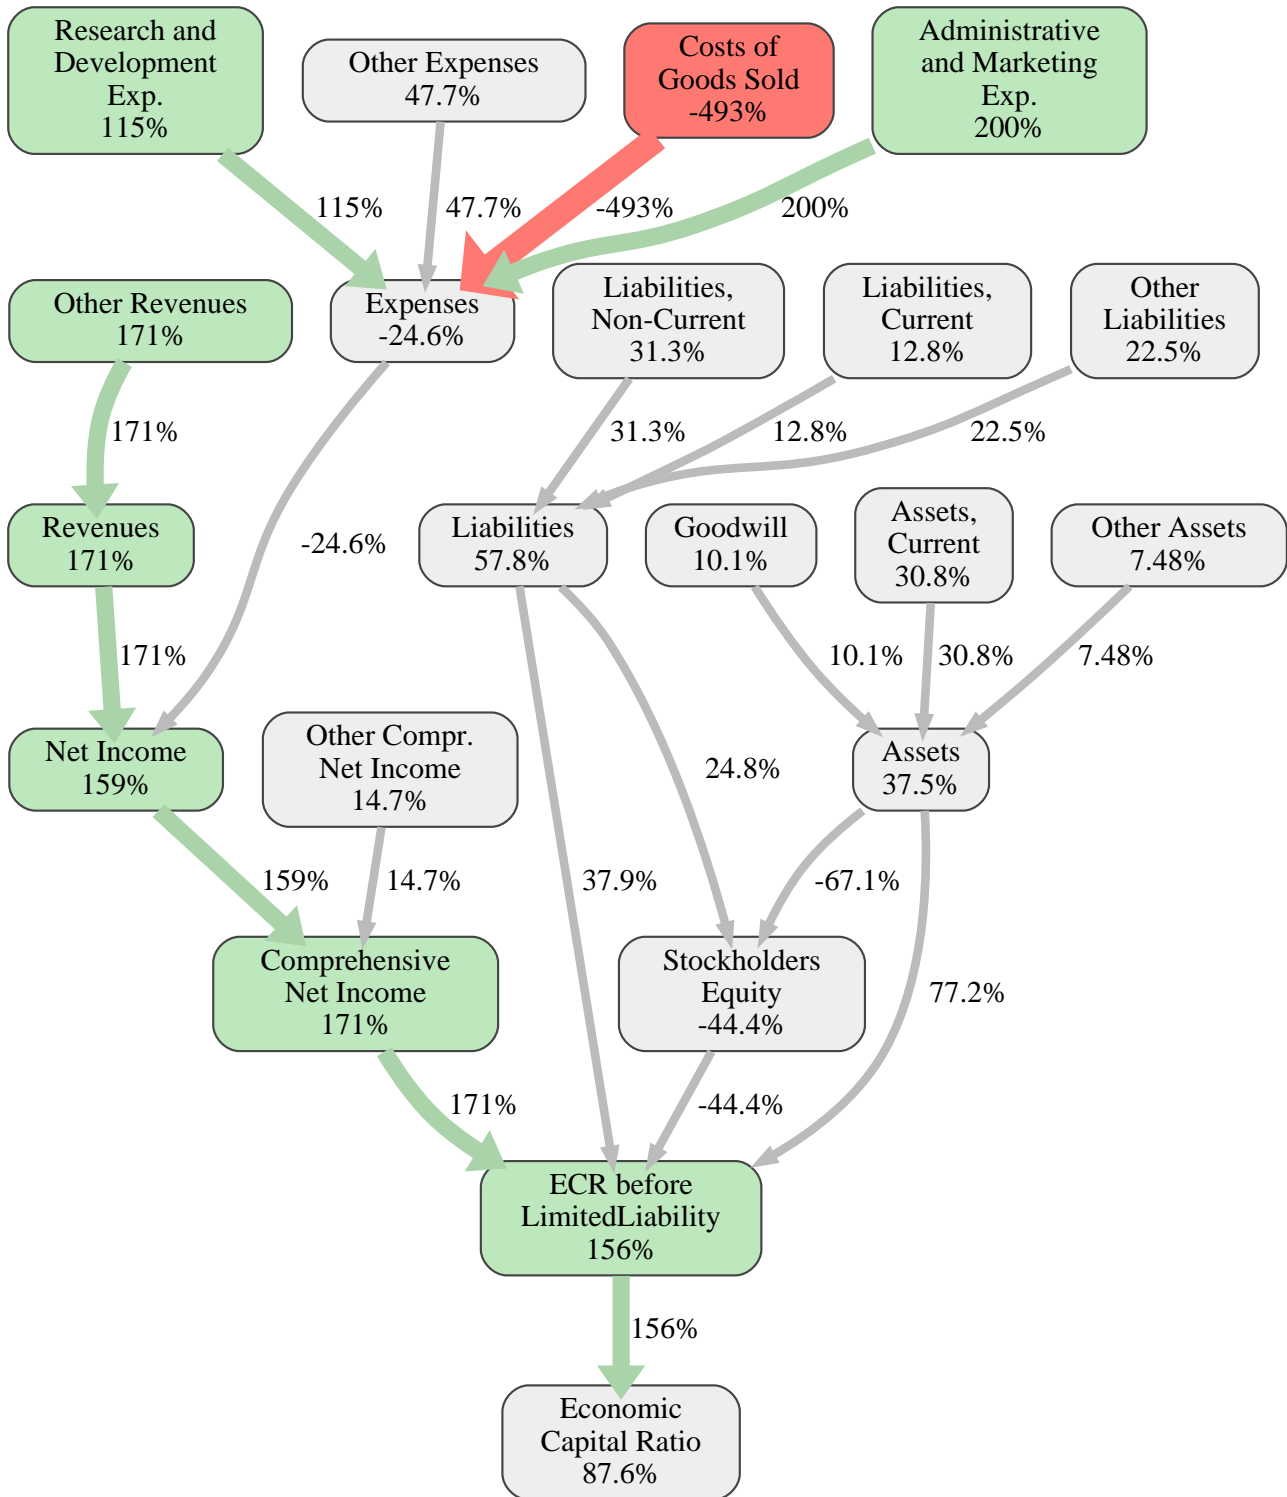 Research and
Development
Exp.
115%
Other Expenses
47.7%
Costs of
Goods Sold
-493%
Administrative
and Marketing
Exp.
200%
115%
47.7%
-493%
200%
Other Revenues
171%
Expenses
-24.6%
Liabilities,
Non-Current
31.3%
Liabilities,
Current
12.8%
Other
Liabilities
22.5%
171%
31.3%
12.8%
22.5%
Revenues
171%
-24.6%
Liabilities
57.8%
Goodwill
10.1%
Assets,
Current
30.8%
Other Assets
7.48%
171%
10.1%
30.8%
7.48%
Net Income
159%
Other Compr.
Net Income
14.7%
24.8%
Assets
37.5%
159%
14.7%
37.9%
-67.1%
Comprehensive
Net Income
171%
Stockholders
Equity
-44.4%
77.2%
171%
-44.4%
ECR before
LimitedLiability
156%
156%
Economic
Capital Ratio
87.6%